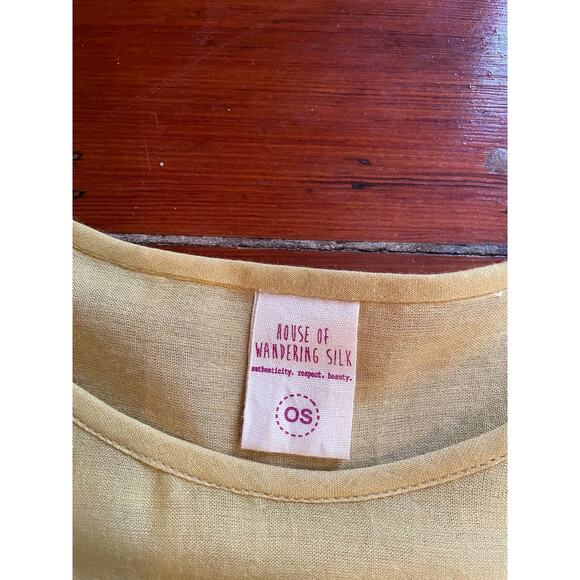 HOUSE OF
WANDERING SILK
authenticity. respect. beauty.
OS